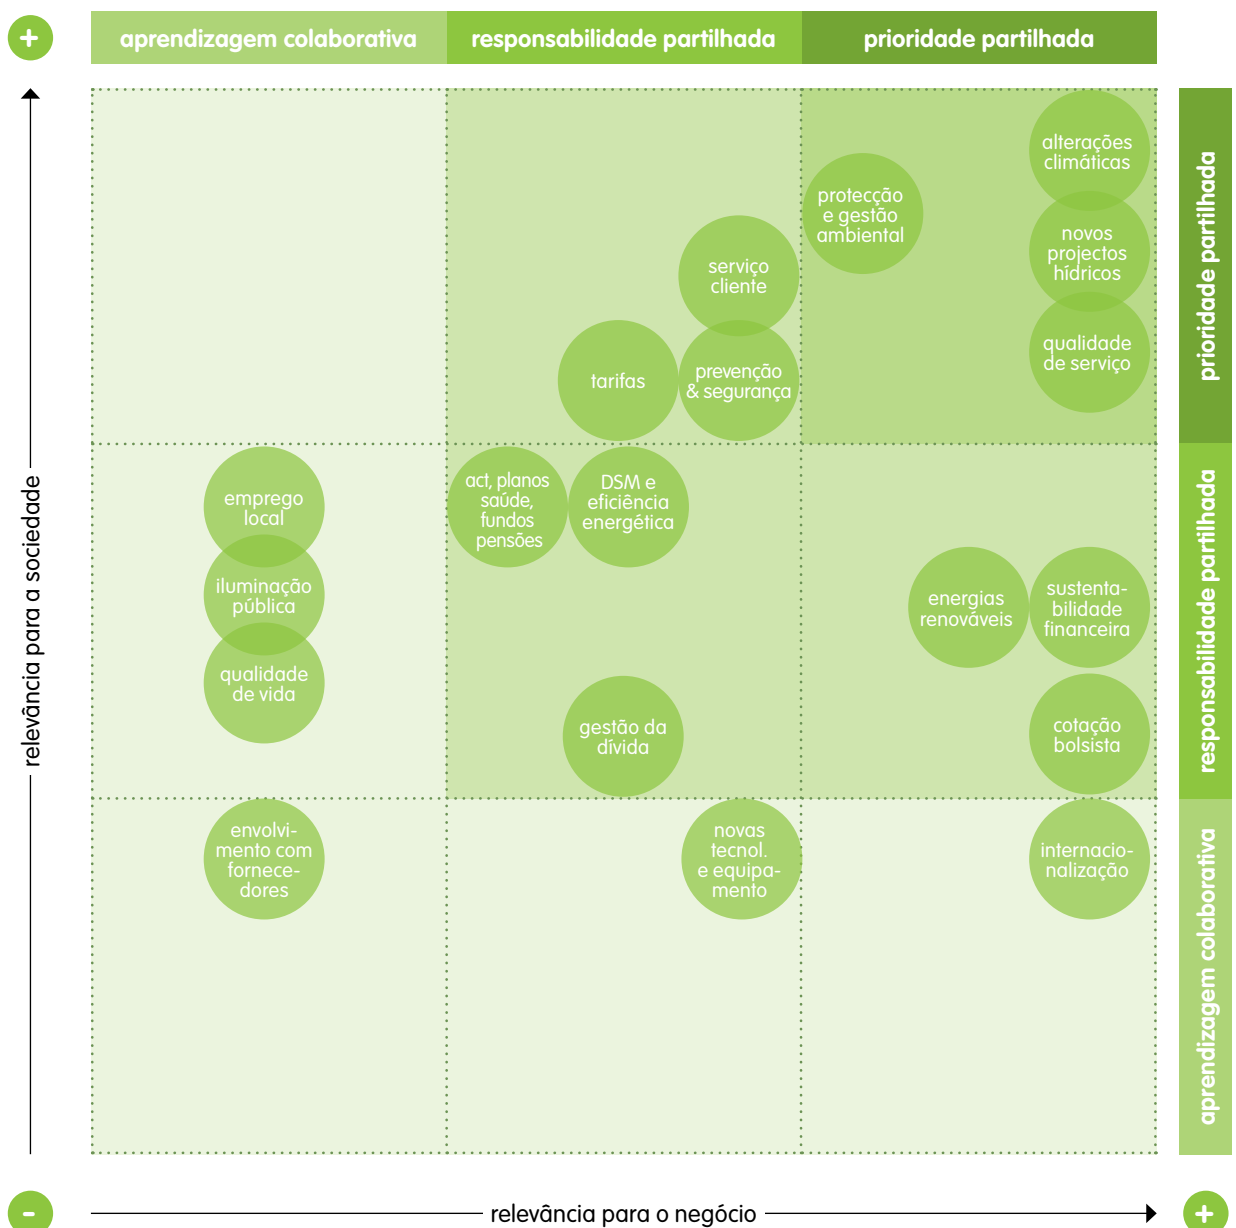 +
aprendizagem colaborativa
responsabilidade partilhada
prioridade partilhada
alterações
climáticas
protecção
e gestão
ambiental
novos
projectos
hídricos
serviço
cliente
qualidade
de serviço
tarifas
prevenção
& segurança
prioridade partilhada
relevância para a sociedade
emprego
local
act, planos
saúde,
fundos
pensões
DSM e
eficiência
energética
iluminação
pública
energias
renováveis
sustenta-
bilidade
financeira
qualidade
de vida
gestão da
dívida
cotação
bolsista
responsabilidade partilhada
envolvi-
mento com
fornece-
dores
novas
tecnol.
e equipa-
mento
internacio-
nalização
aprendizagem colaborativa
-
relevância para o negócio
+